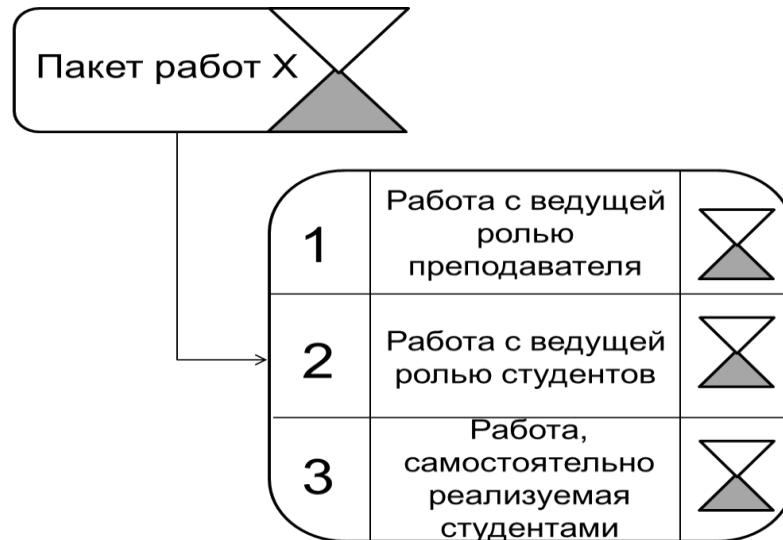 Пакет работ X
1
Работа с ведущей
ролью
преподавателя
2
Работа с ведущей
ролью студентов
3
Работа,
самостоятельно
реализуемая
студентами